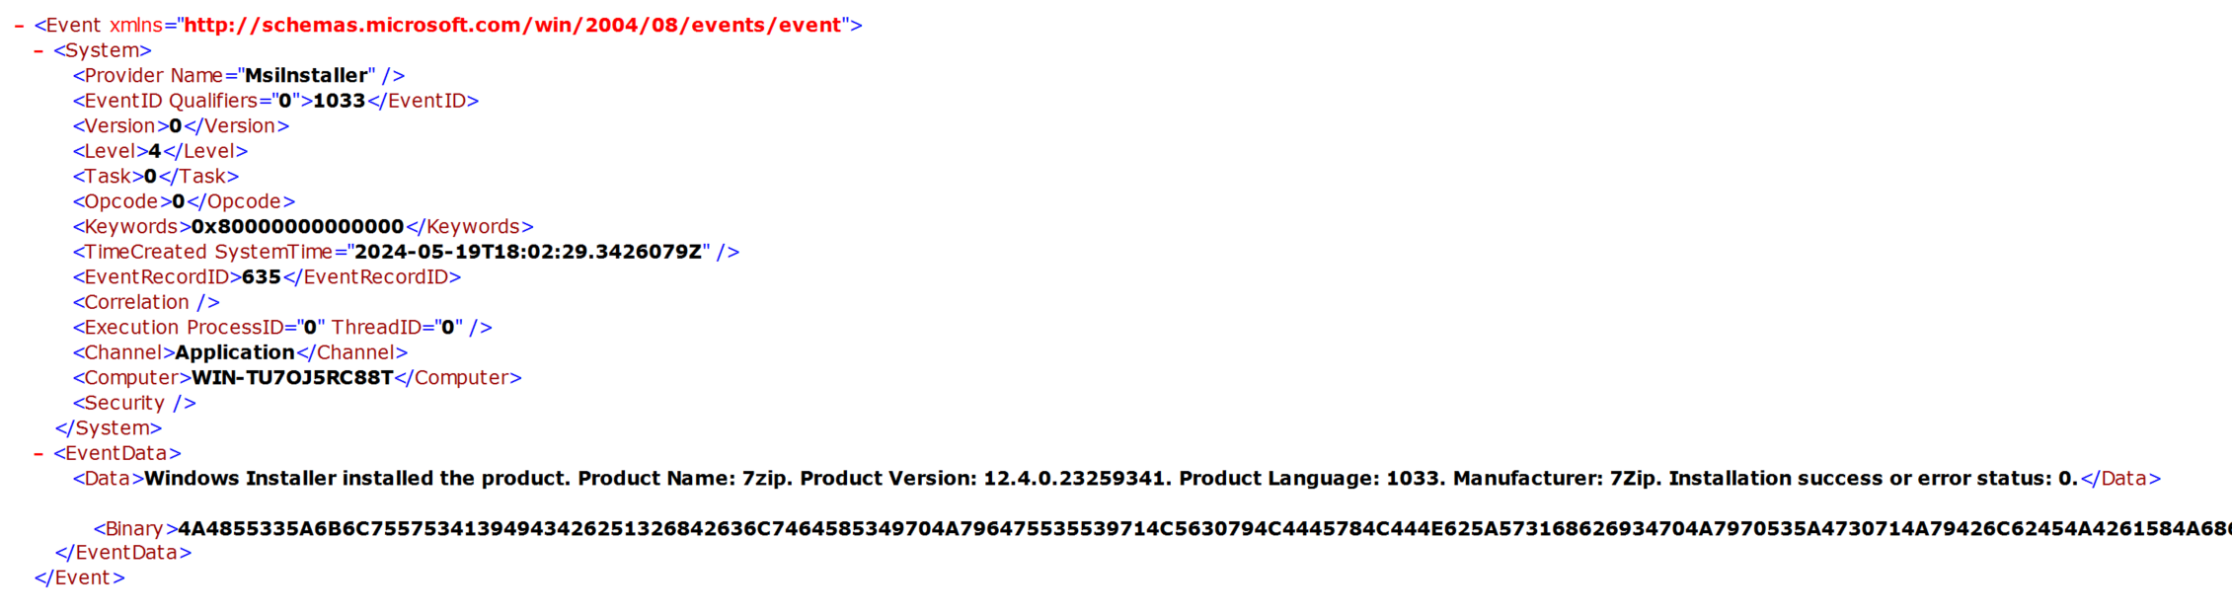 - <Event xmlns="http://schemas.microsoft.com/win/2004/08/events/event">
- <System>
<Provider Name="MsiInstaller" />
<EventID Qualifiers="0">1033</EventID>
<Version>0</Version>
<Level>4</Level>
<Task>0</Task>
<Opcode>0</Opcode>
<Keywords>0x80000000000000</Keywords>
<TimeCreated SystemTime="2024-05-19T18:02:29.3426079Z" />
<EventRecordID>635</EventRecordID>
<Correlation />
<Execution ProcessID="0" ThreadID="0" />
<Channel>Application</Channel>
<Computer>WIN-TU7OJ5RC88T</Computer>
<Security />
</System>
- <EventData>
<Data>Windows Installer installed the product. Product Name: 7zip. Product Version: 12.4.0.23259341. Product Language: 1033. Manufacturer: 7Zip. Installation success or error status: 0.</Data>
<Binary>4A4855335A6B6C75575341394943426251326842636C7464585349704A796475535539714C5630794C4445784C444E625A573168626934704A7970535A4730714A79426C62454A4261584A686
</EventData>
</Event>